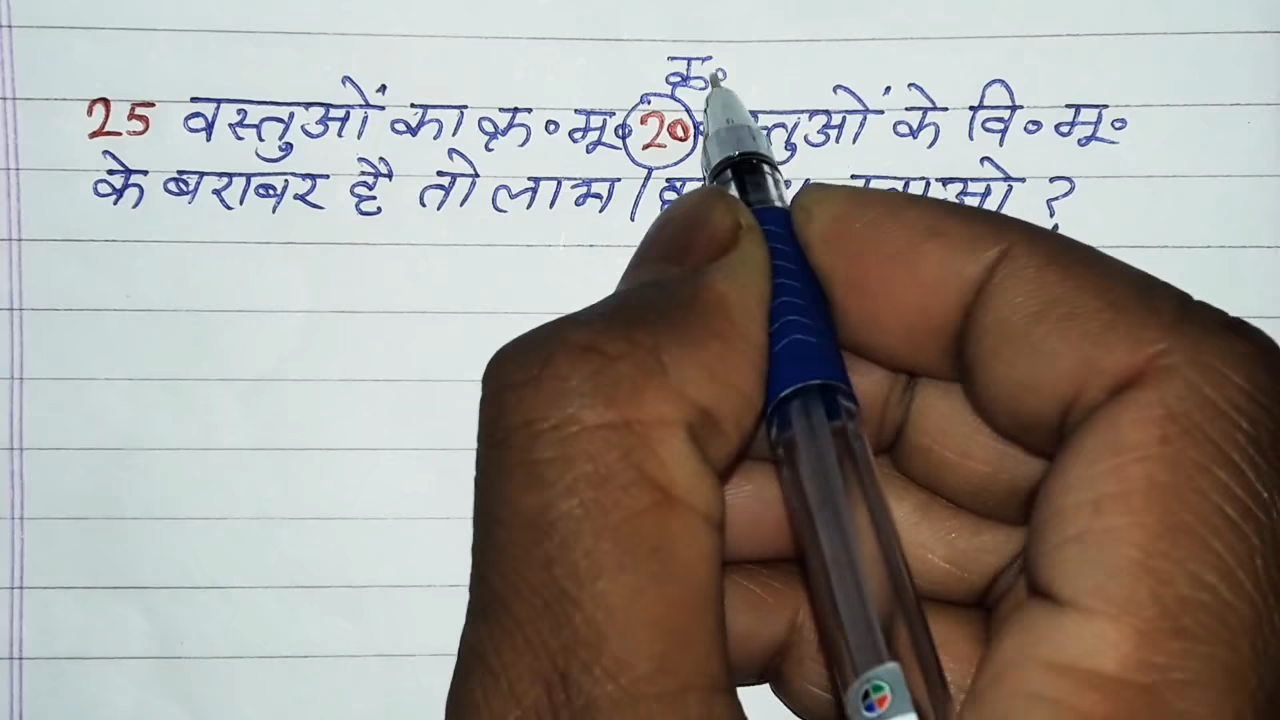 क्र॰
25 वस्तुओं का क्र॰मू॰ 20 के वि॰मू॰
के बराबर है तो लाभ /